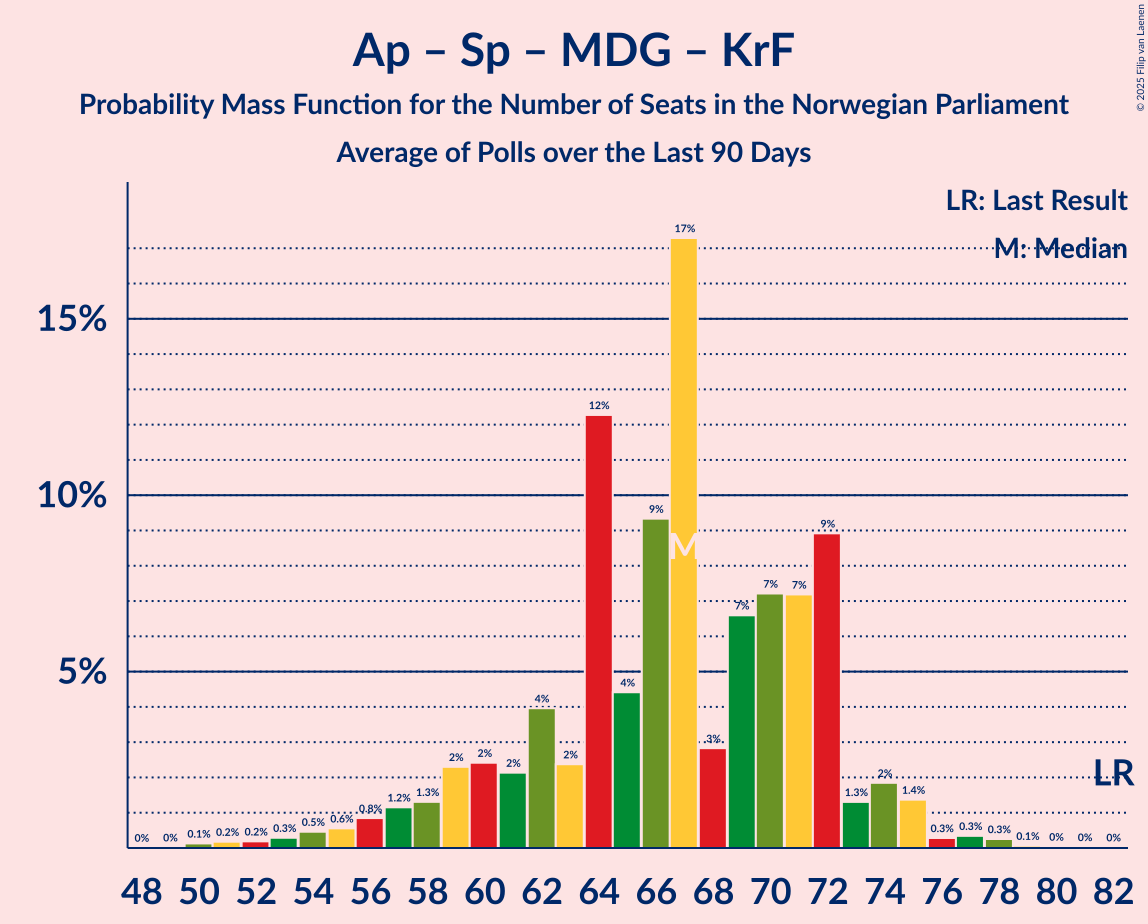 Ap – Sp – MDG – KrF
Probability Mass Function for the Number of Seats in the Norwegian Parliament
Average of Polls over the Last 90 Days
© 2025 Filip van Laenen
LR: Last Result
M: Median
15%
10%
5%
0% 0% 0.1% 0.2% 0.2% 0.3% 0.5% 0.6% 0.8% 1.2% 1.3% 2% 2% 2% 4% 2% 12% 4% 9% 17% 3% 7% 7% 7% 9% 1.3% 2% 1.4% 0.3% 0.3% 0.3% 0.1% 0% 0% 0%
M
LR
48 50 52 54 56 58 60 62 64 66 68 70 72 74 76 78 80 82